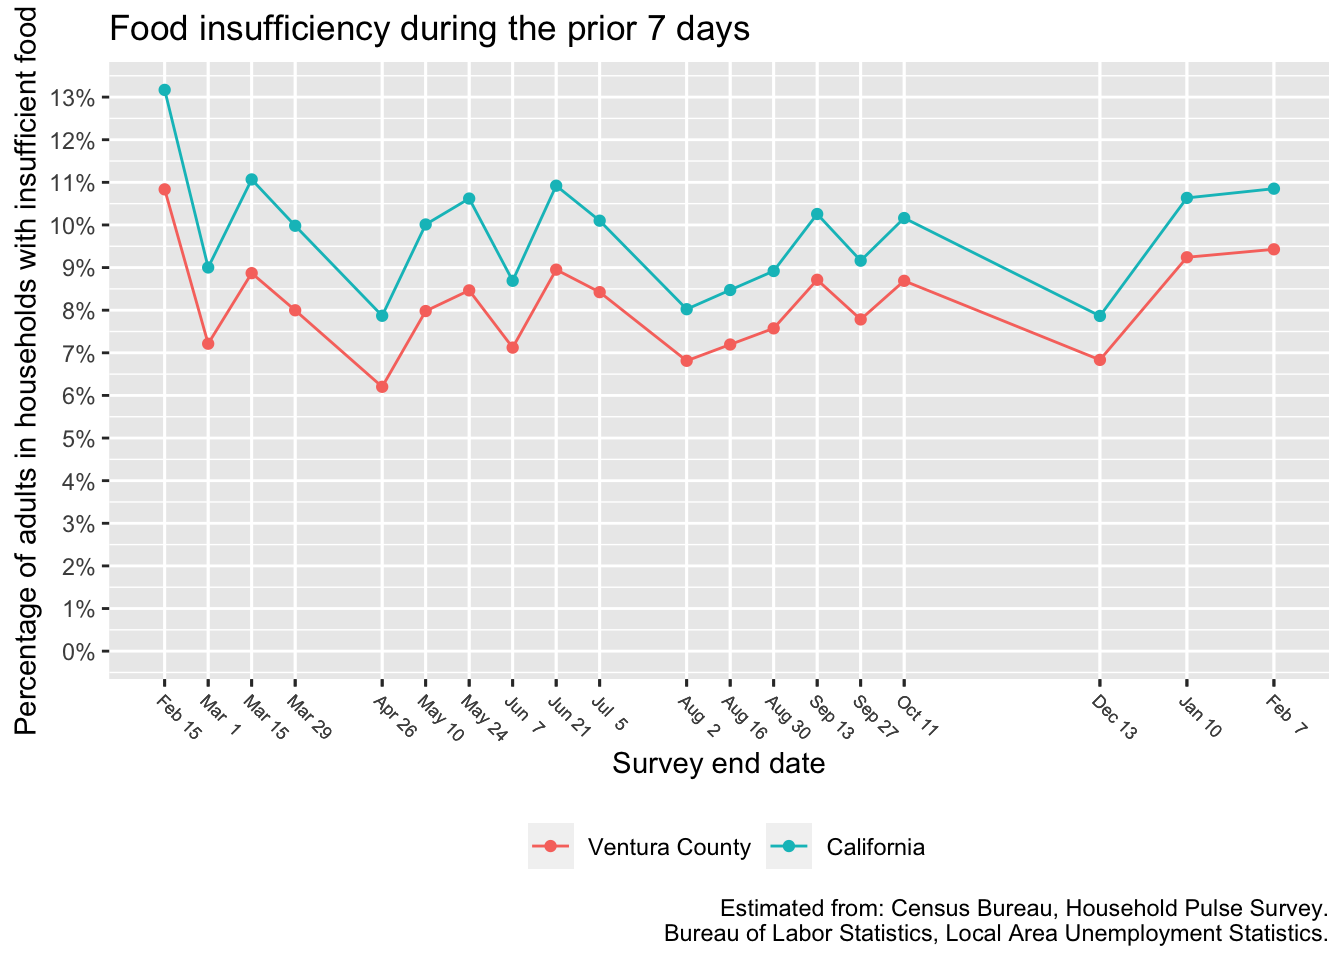 Food insufficiency during the prior 7 days
Percentage of adults in households with insufficient food
13%
12%
11%
10%
9%
8%
7%
6%
5%
4%
3%
2%
1%
0%
Feb 15
Mar 1
Mar 15
Mar 29
Apr 26
May 10
May 24
Jun 7
Jun 21
Jul 5
Aug 2
Aug 16
Aug 30
Sep 13
Sep 27
Oct 11
Dec 13
Jan 10
Feb 7
Survey end date
Ventura County
California
Estimated from: Census Bureau, Household Pulse Survey.
Bureau of Labor Statistics, Local Area Unemployment Statistics.